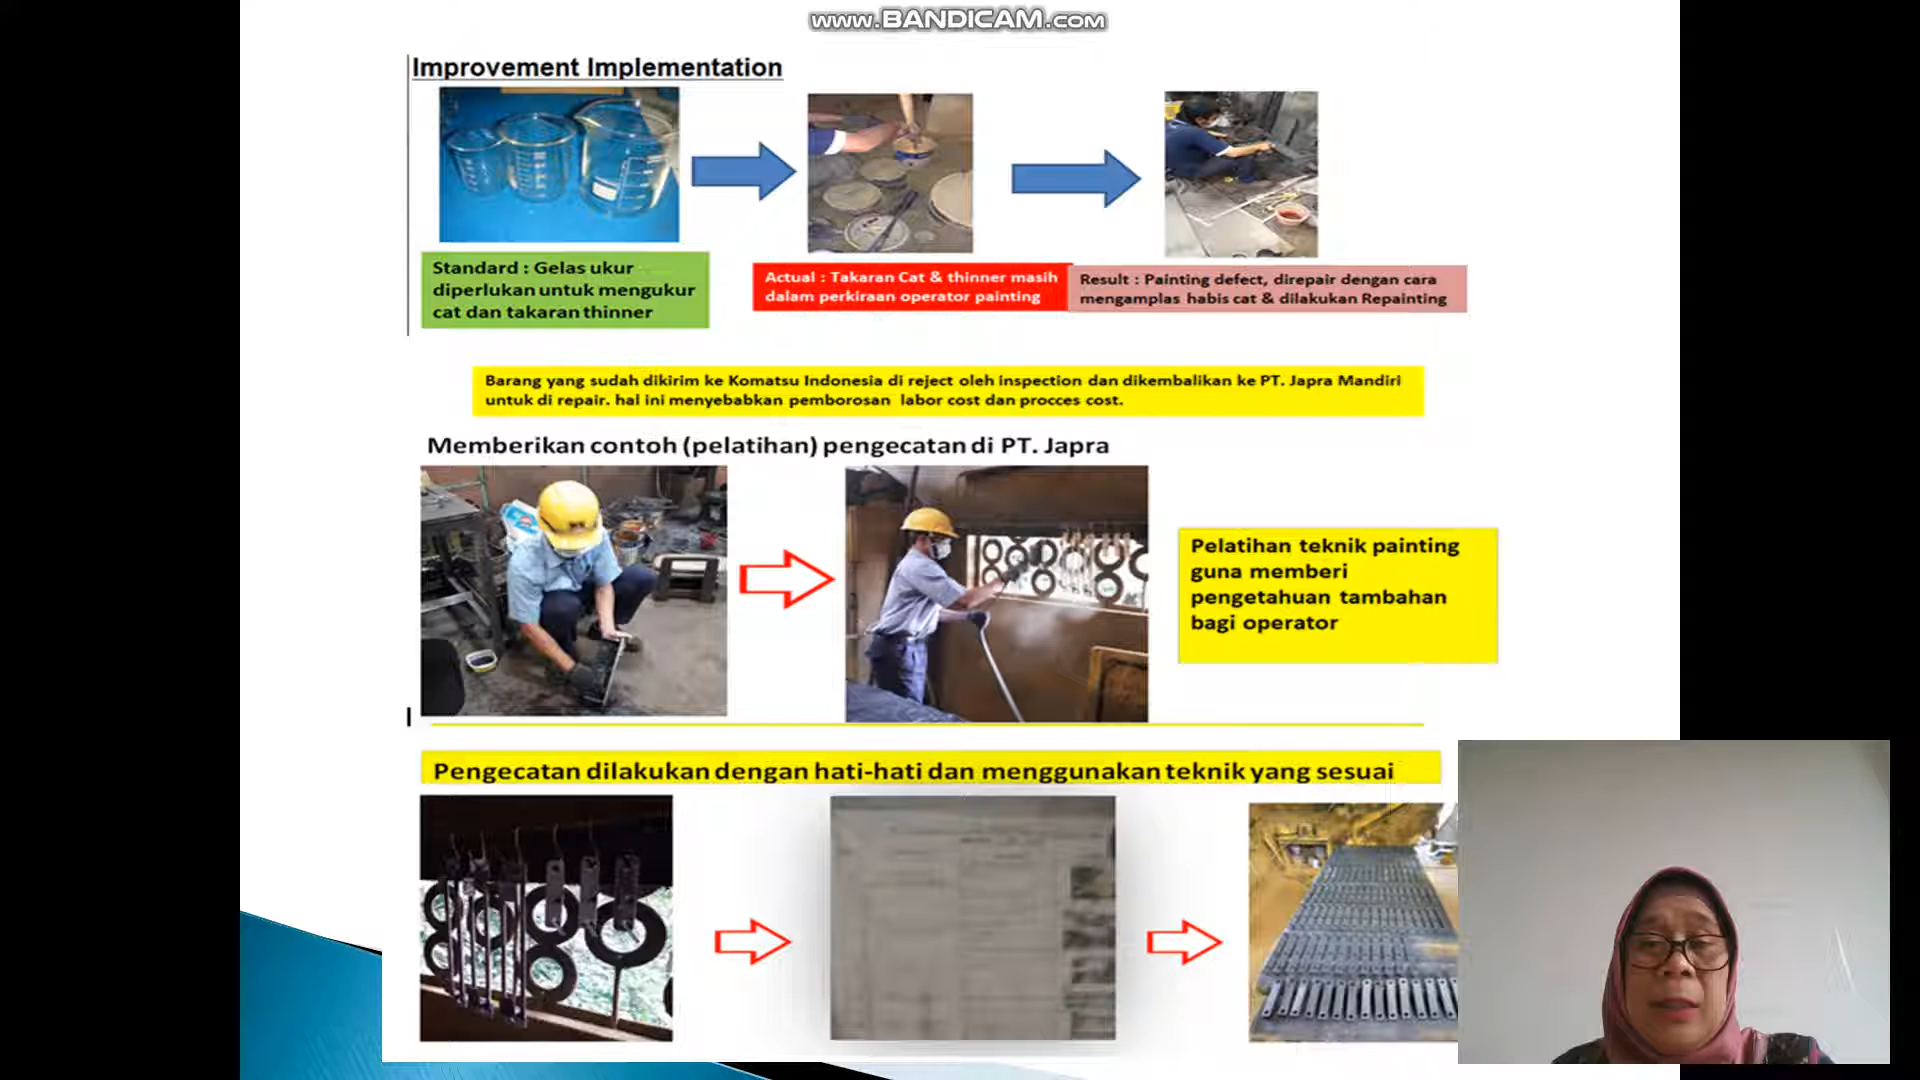 www.BANDICAM.com
Improvement Implementation
Standard : Gelas ukur
diperlukan untuk mengukur
cat dan takaran thinner
Actual : Takaran Cat & thinner masih
dalam perkiraan operator painting
Result : Painting defect, direpair dengan cara
mengamplas habis cat & dilakukan Repainting
Barang yang sudah dikirim ke Komatsu Indonesia di reject oleh inspection dan dikembalikan ke PT. Japra Mandiri
untuk di repair. hal ini menyebabkan pemborosan labor cost dan procces cost.
Memberikan contoh (pelatihan) pengecatan di PT. Japra
Pelatihan teknik painting
guna memberi
pengetahuan tambahan
bagi operator
Pengecatan dilakukan dengan hati-hati dan menggunakan teknik yang sesuai